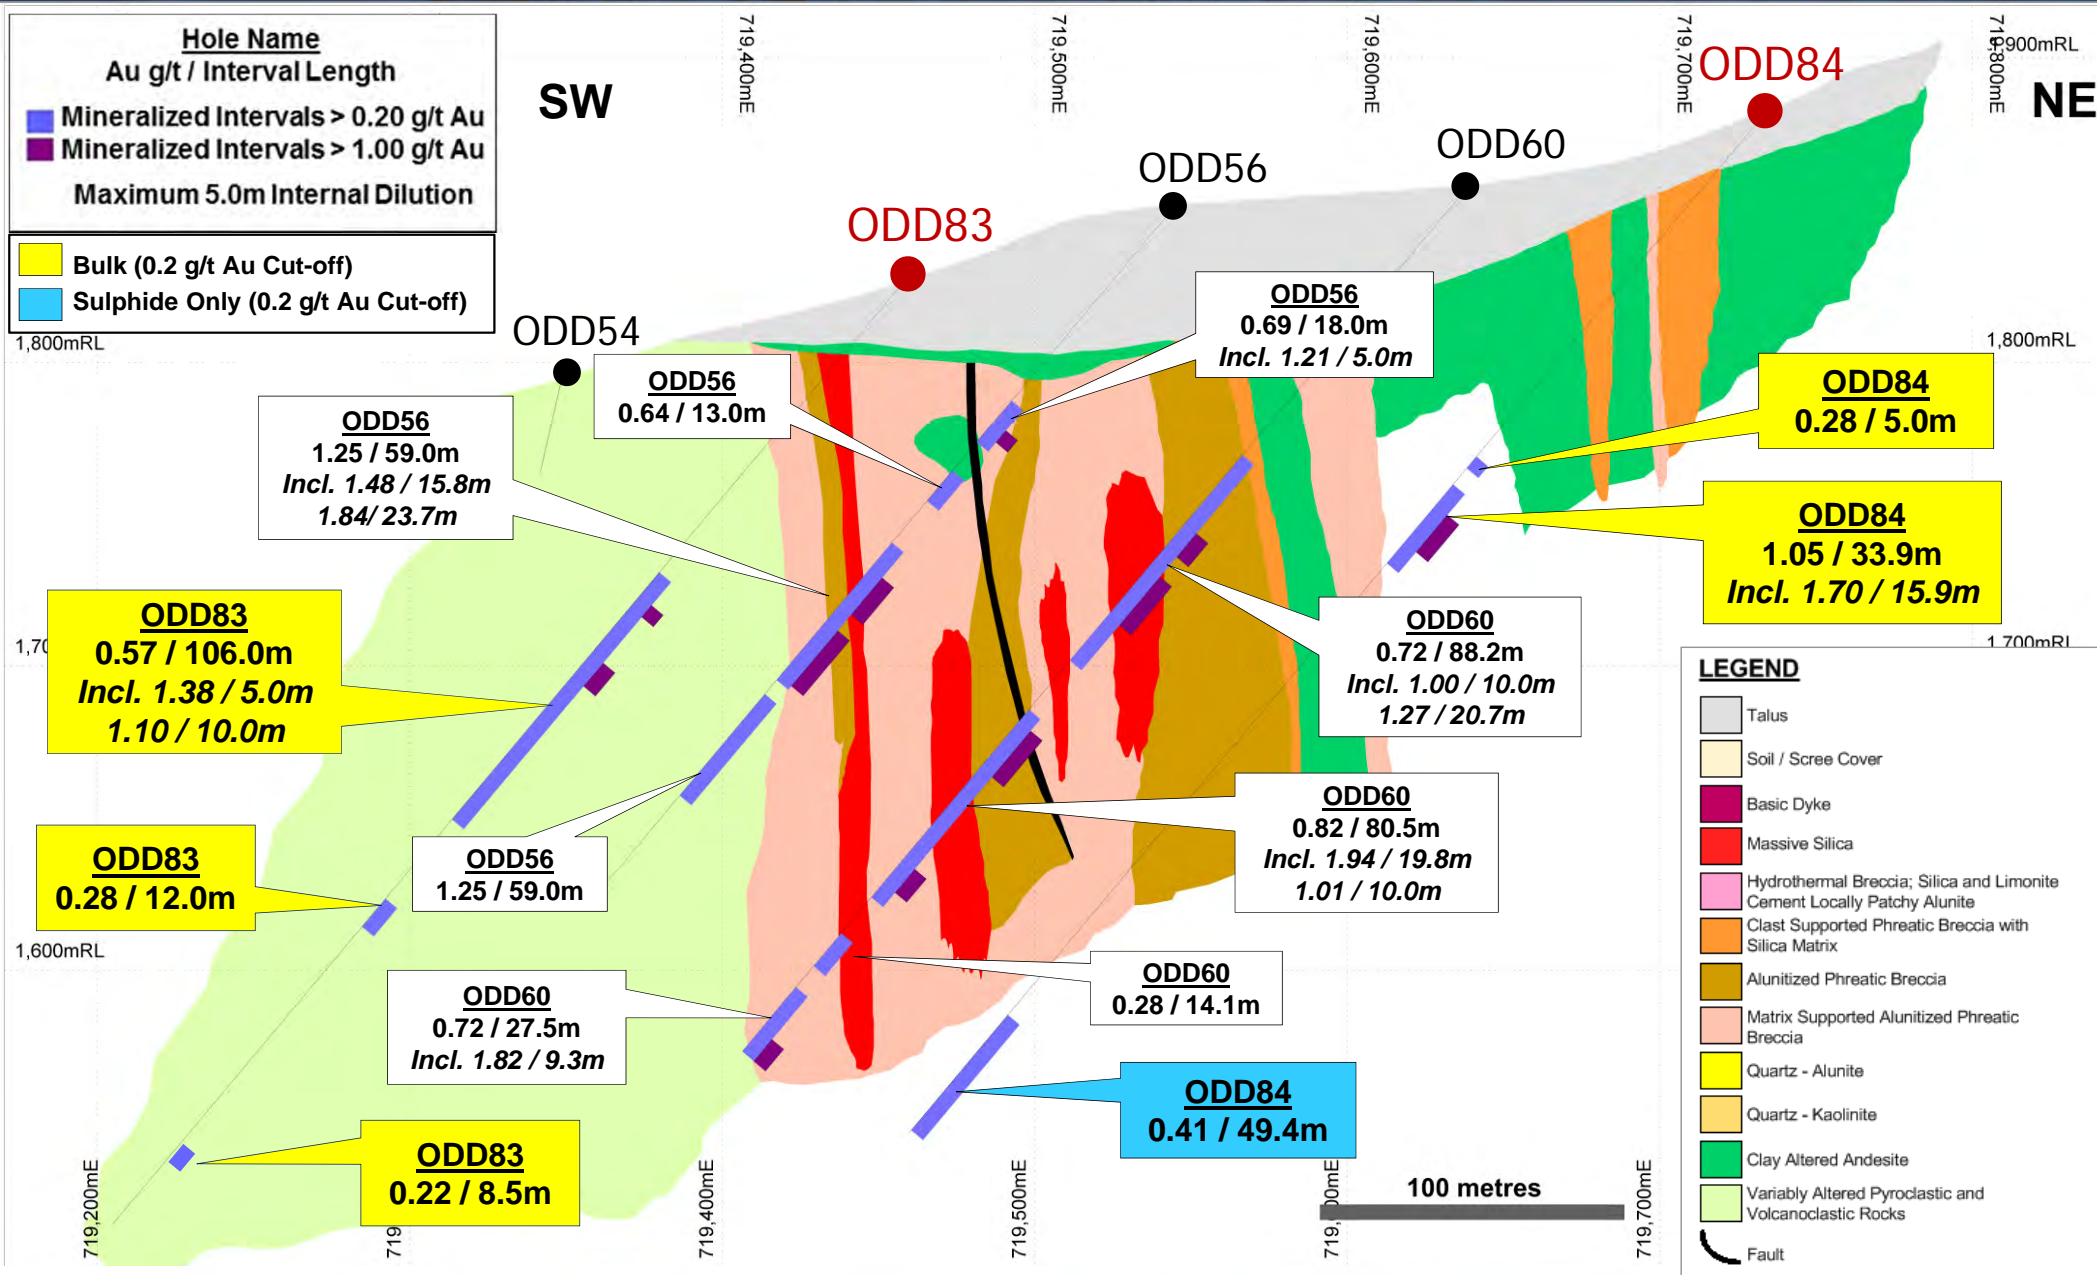 Hole Name
Au g/t / Interval Length
Mineralized Intervals > 0.20 g/t Au
Mineralized Intervals > 1.00 g/t Au
Maximum 5.0m Internal Dilution
Bulk (0.2 g/t Au Cut-off)
Sulphide Only (0.2 g/t Au Cut-off)
SW
NE
719,400mE
719,500mE
719,600mE
719,700mE
719,800mE
1,900mRL
ODD84
ODD60
ODD56
ODD83
ODD54
1,800mRL
1,800mRL
ODD56
0.69 / 18.0m
Incl. 1.21 / 5.0m
ODD56
0.64 / 13.0m
ODD56
1.25 / 59.0m
Incl. 1.48 / 15.8m
1.84/ 23.7m
ODD84
0.28 / 5.0m
ODD84
1.05 / 33.9m
Incl. 1.70 / 15.9m
ODD83
0.57 / 106.0m
Incl. 1.38 / 5.0m
1.10 / 10.0m
1,70
1,700mRL
ODD60
0.72 / 88.2m
Incl. 1.00 / 10.0m
1.27 / 20.7m
ODD60
0.82 / 80.5m
Incl. 1.94 / 19.8m
1.01 / 10.0m
ODD83
0.28 / 12.0m
ODD56
1.25 / 59.0m
1,600mRL
ODD60
0.28 / 14.1m
ODD60
0.72 / 27.5m
Incl. 1.82 / 9.3m
ODD84
0.41 / 49.4m
ODD83
0.22 / 8.5m
719,200mE
719
719,400mE
719,500mE
719,700mE
100 metres
LEGEND
Talus
Soil / Scree Cover
Basic Dyke
Massive Silica
Hydrothermal Breccia; Silica and Limonite
Cement Locally Patchy Alunite
Clast Supported Phreatic Breccia with
Silica Matrix
Alunitized Phreatic Breccia
Matrix Supported Alunitized Phreatic
Breccia
Quartz - Alunite
Quartz - Kaolinite
Clay Altered Andesite
Variably Altered Pyroclastic and
Volcanoclastic Rocks
Fault